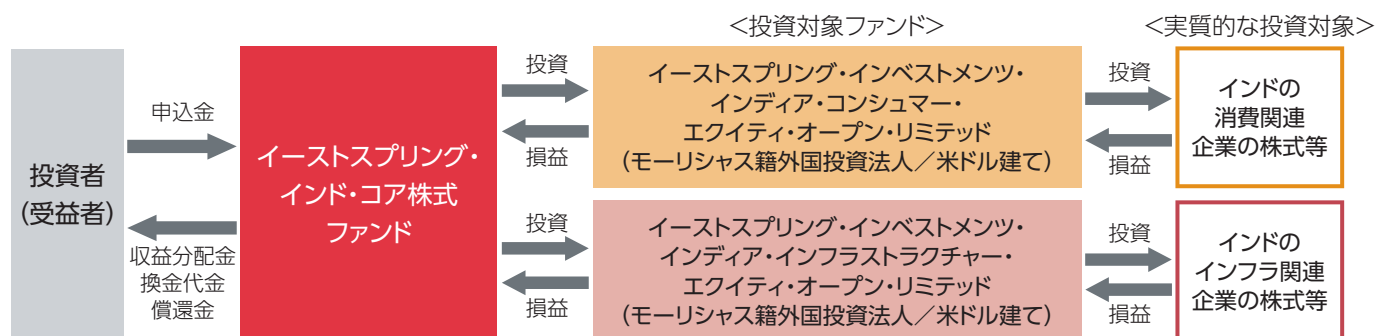 ＜投資対象ファンド＞
＜実質的な投資対象＞
投資者
（受益者）
申込金
収益分配金
換金代金
償還金
イーストスプリング・
インド・コア株式
ファンド
投資
損益
イーストスプリング・インベストメンツ・
インディア・コンシュマー・
エクイティ・オープン・リミテッド
（モーリシャス籍外国投資法人／米ドル建て）
投資
損益
インドの
消費関連
企業の株式等
投資
損益
イーストスプリング・インベストメンツ・
インディア・インフラストラクチャー・
エクイティ・オープン・リミテッド
（モーリシャス籍外国投資法人／米ドル建て）
投資
損益
インドの
インフラ関連
企業の株式等